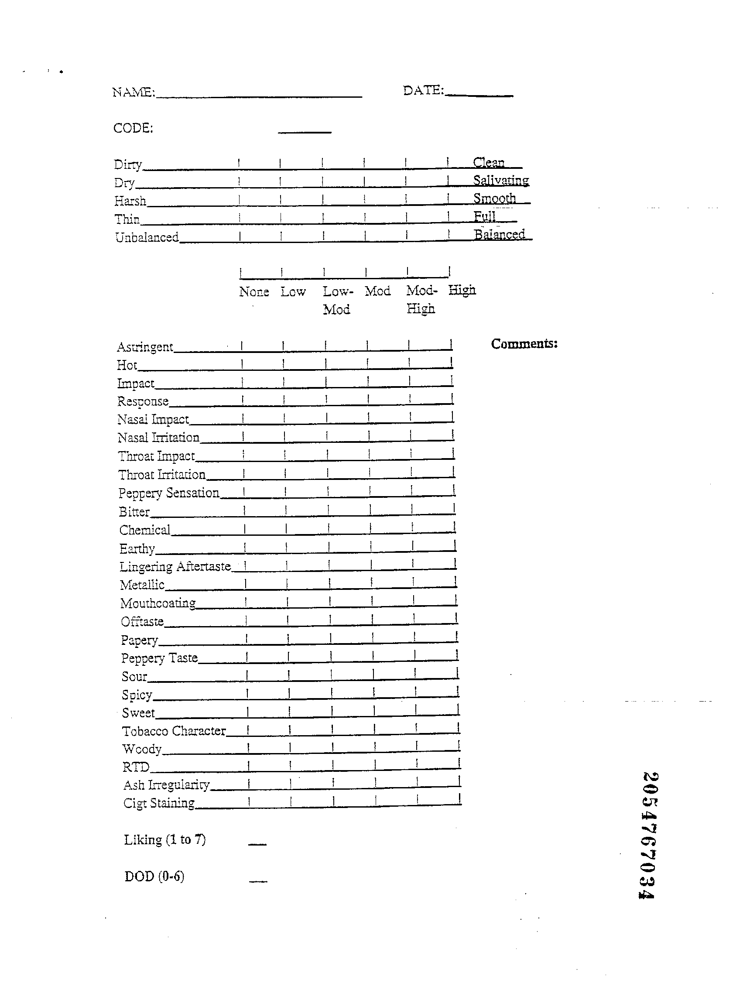 NAME: DATE:
CODE:
Dirty Clean
Dry Salivating
Harsh Smooth
Thin Full
Unbalanced Balanced
None Low Low- Mod Mod- High
Mod High
Astringent Comments:
Hot
Impact
Response
Nasal Impact
Nasal Irritation
Throat Impact
Throat Irritation
Peppery Sensation
Bitter
Chemical
Earthy
Lingering Aftertaste
Metallic
Mouthcoating
Offtaste
Papery
Peppery Taste
Sour
Spicy
Sweet
Tobacco Character
Woody
RTD
Ash Irregularity
Cigt Staining
Liking (1 to 7)
DOD (0-6)
2054767034